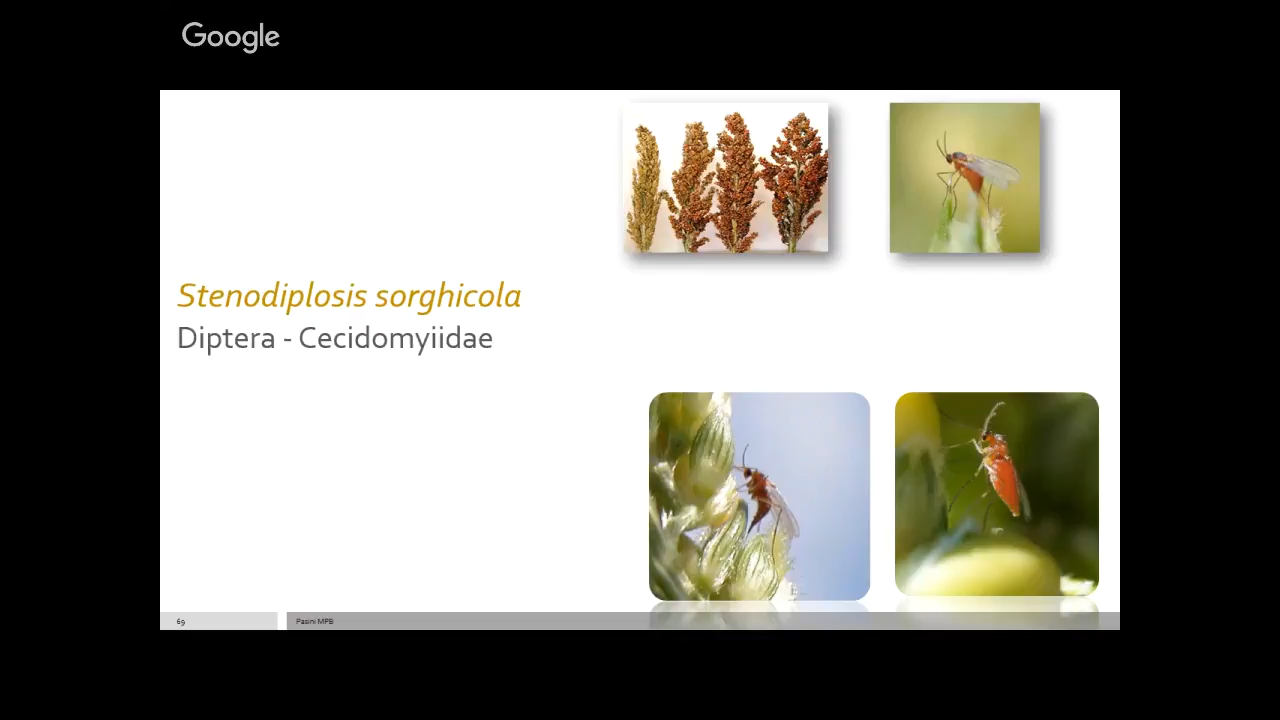 Google
Stenodiplosis sorghicola
Diptera - Cecidomyiidae
69
Pasini MPB